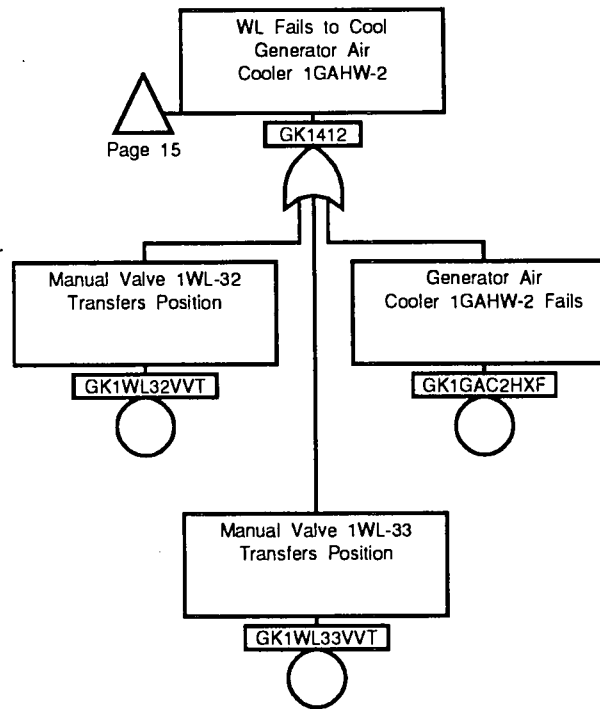 WL Fails to Cool
Generator Air
Cooler 1GAHW-2
Page 15
GK1412
Manual Valve 1WL-32
Transfers Position
GK1WL32VVT
Generator Air
Cooler 1GAHW-2 Fails
GK1GAC2HXF
Manual Valve 1WL-33
Transfers Position
GK1WL33VVT